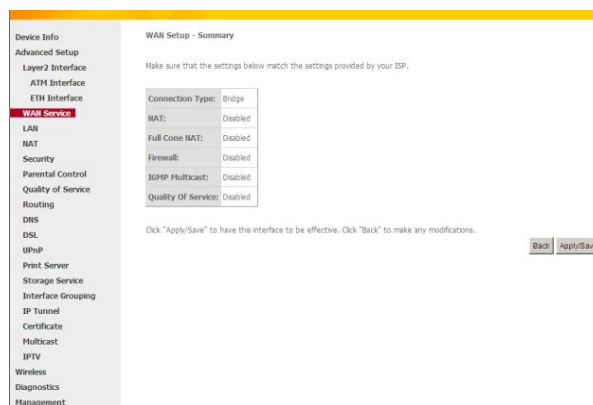 Device Info
Advanced Setup
Layer2 Interface
ATM Interface
ETH Interface
WAN Service
LAN
NAT
Security
Parental Control
Quality of Service
Routing
DNS
DSL
UPnP
Print Server
Storage Service
Interface Grouping
IP Tunnel
Certificate
Multicast
IPTV
Wireless
Diagnostics
Management
WAN Setup - Summary
Make sure that the settings below match the settings provided by your ISP.
Connection Type: Bridge
NAT: Disabled
Full Cone NAT: Disabled
Firewall: Disabled
IGMP Multicast: Disabled
Quality Of Service: Disabled
Click "Apply/Save" to have this interface to be effective. Click "Back" to make any modifications.
Back Apply/Sav